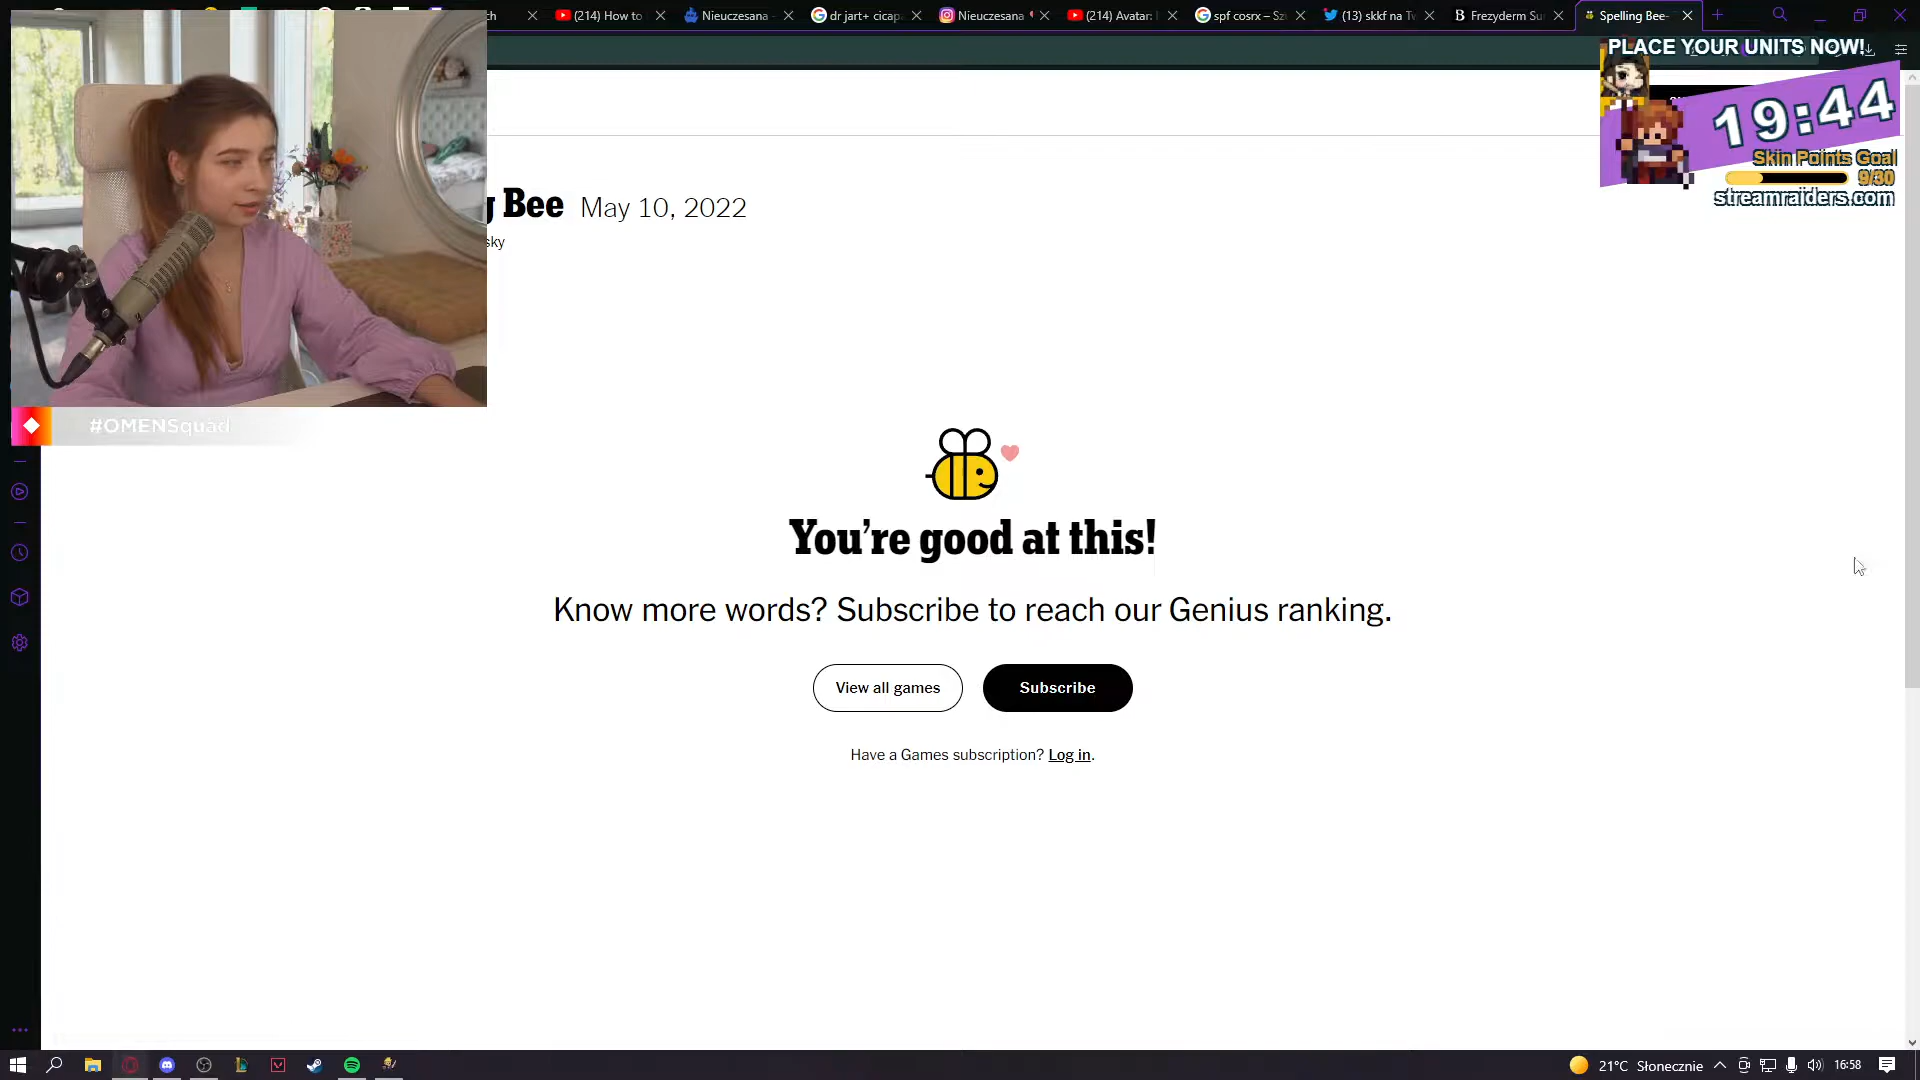 ch
(214) How to
Nieuczesana -
dr jart+ cicapa
Nieuczesana
(214) Avatar:
spf cosrx – Szu
(13) skkf na Tw
B Frezyderm Su
Spelling Bee-
PLACE YOUR UNITS NOW!
19:44
Skin Points Goal
9/30
streamraiders.com
g Bee May 10, 2022
sky
#OMENSquad
You're good at this!
Know more words? Subscribe to reach our Genius ranking.
View all games
Subscribe
Have a Games subscription? Log in.
21°C Słonecznie
16:58